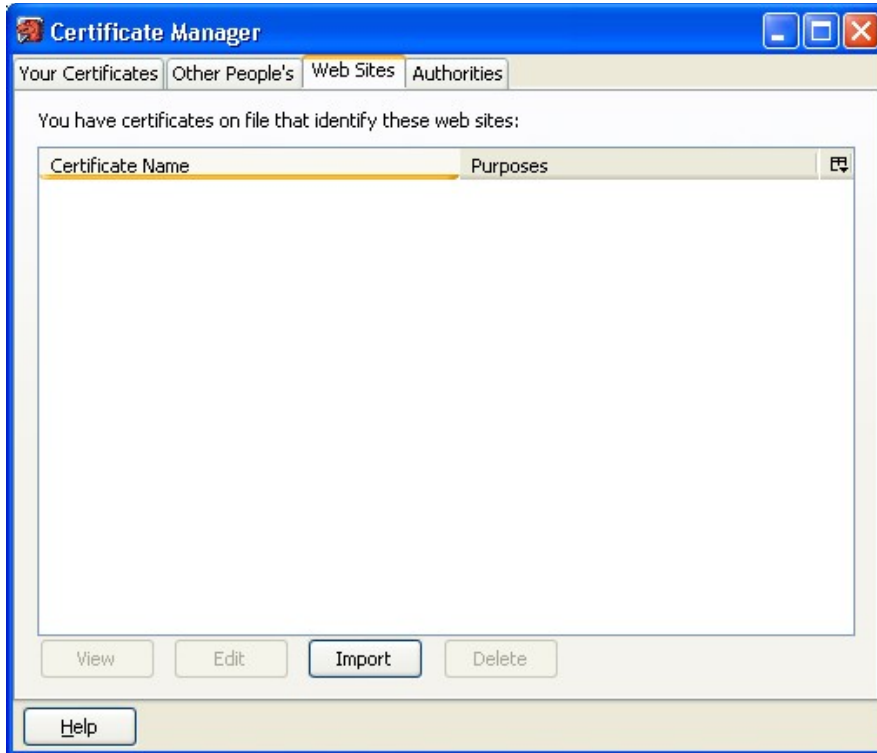 Certificate Manager
Your Certificates Other People's Web Sites Authorities
You have certificates on file that identify these web sites:
Certificate Name Purposes
View Edit Import Delete
Help